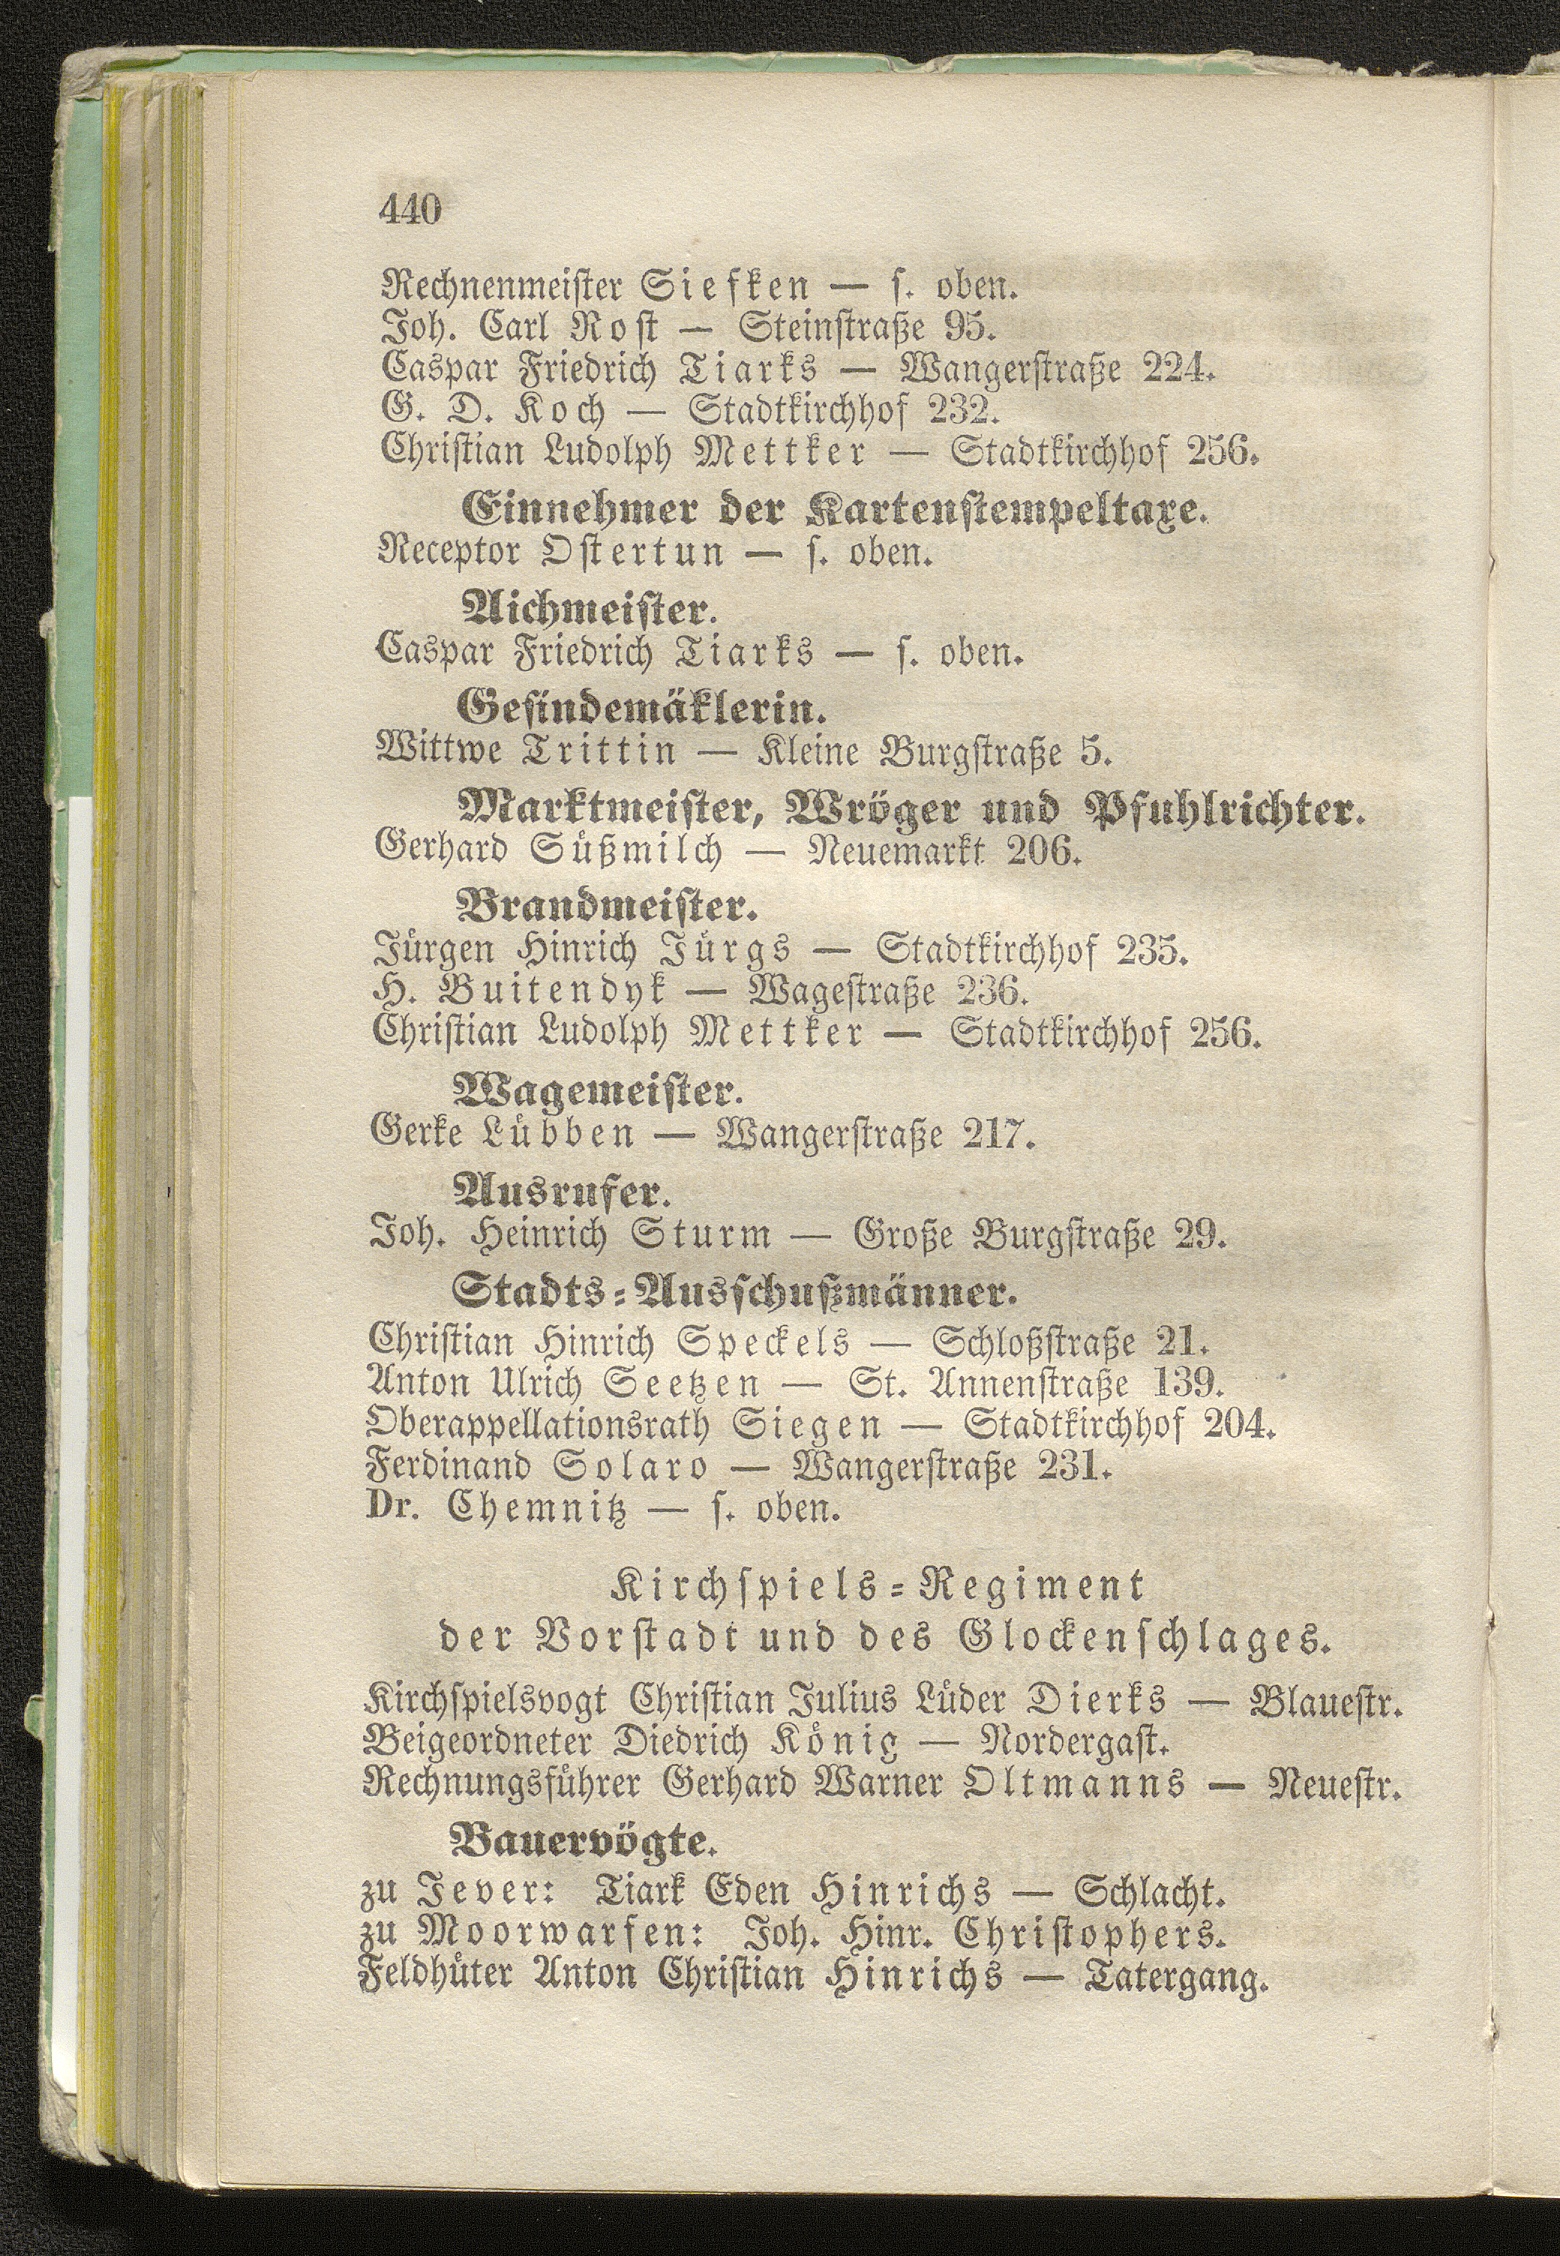 440
Rechnenmeiſter Siefken — ſ. oben.
Joh. Carl Roſt — Steinſtraße 95.
Caspar Friedrich Tiarks — Wangerſtraße 224.
G. D. Koch — Stadtkirchhof 232.
Chriſtian Ludolph Mettker — Stadtkirchhof 256.
Einnehmer der Kartenſtempeltaxe.
Receptor Oſtertun — ſ. oben.
Aichmeiſter.
Caspar Friedrich Tiarks — ſ. oben.
Geſindemäklerin.
Wittwe Trittin — Kleine Burgſtraße 5.
Marktmeiſter, Wröger und Pfuhlrichter.
Gerhard Süßmilch — Neuemarkt 206.
Brandmeiſter.
Jürgen Hinrich Jürgs — Stadtkirchhof 235.
H. Buitendyk — Wageſtraße 236.
Chriſtian Ludolph Mettker — Stadtkirchhof 256.
Wagemeiſter.
Gerke Lübben — Wangerſtraße 217.
Ausrufer.
Joh. Heinrich Sturm — Große Burgſtraße 29.
Stadts-Ausſchußmänner.
Chriſtian Hinrich Speckels — Schloßſtraße 21.
Anton Ulrich Seetzen — St. Annenſtraße 139.
Oberappellationsrath Siegen — Stadtkirchhof 204.
Ferdinand Solaro — Wangerſtraße 231.
Dr. Chemnitz — ſ. oben.
Kirchſpiels-Regiment
der Vorſtadt und des Glockenſchlages.
Kirchſpielsvogt Chriſtian Julius Lüder Dierks — Blaueſtr.
Beigeordneter Diedrich König — Nordergaſt.
Rechnungsführer Gerhard Warner Oltmanns — Neueſtr.
Bauervögte.
zu Jever: Tiark Eden Hinrichs — Schlacht.
zu Moorwarfen: Joh. Hinr. Chriſtophers.
Feldhüter Anton Chriſtian Hinrichs — Tatergang.